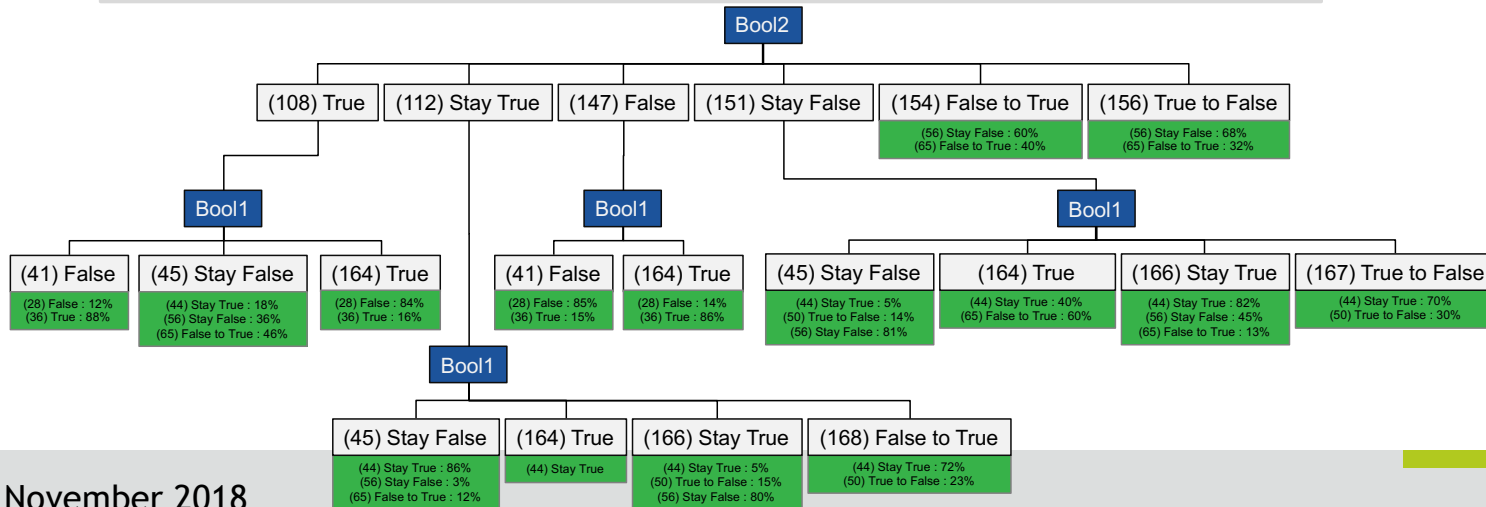 Bool2
(108) True
(112) Stay True
(147) False
(151) Stay False
(154) False to True
(56) Stay False : 60%
(65) False to True : 40%
(156) True to False
(56) Stay False : 68%
(65) False to True : 32%
Bool1
(41) False
(28) False : 12%
(36) True : 88%
(45) Stay False
(44) Stay True : 18%
(56) Stay False : 36%
(65) False to True : 46%
(164) True
(28) False : 84%
(36) True : 16%
Bool1
(41) False
(28) False : 85%
(36) True : 15%
(164) True
(28) False : 14%
(36) True : 86%
Bool1
(45) Stay False
(44) Stay True : 5%
(50) True to False : 14%
(56) Stay False : 81%
(164) True
(44) Stay True : 40%
(65) False to True : 60%
(166) Stay True
(44) Stay True : 82%
(56) Stay False : 45%
(65) False to True : 13%
(167) True to False
(44) Stay True : 70%
(50) True to False : 30%
Bool1
(45) Stay False
(44) Stay True : 86%
(56) Stay False : 3%
(65) False to True : 12%
(164) True
(44) Stay True
(166) Stay True
(44) Stay True : 5%
(50) True to False : 15%
(56) Stay False : 80%
(168) False to True
(44) Stay True : 72%
(50) True to False : 23%
November 2018